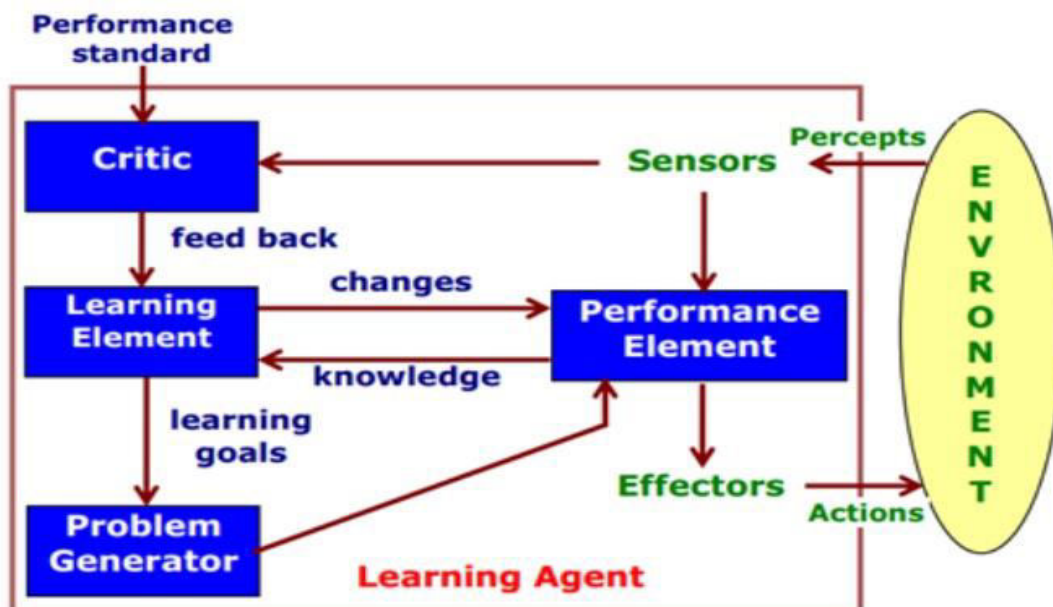 Performance
standard
Critic
Sensors
Percepts
feed back
changes
Learning
Element
Performance
Element
knowledge
learning
goals
Effectors
Actions
Problem
Generator
Learning Agent
ENVRONMENT